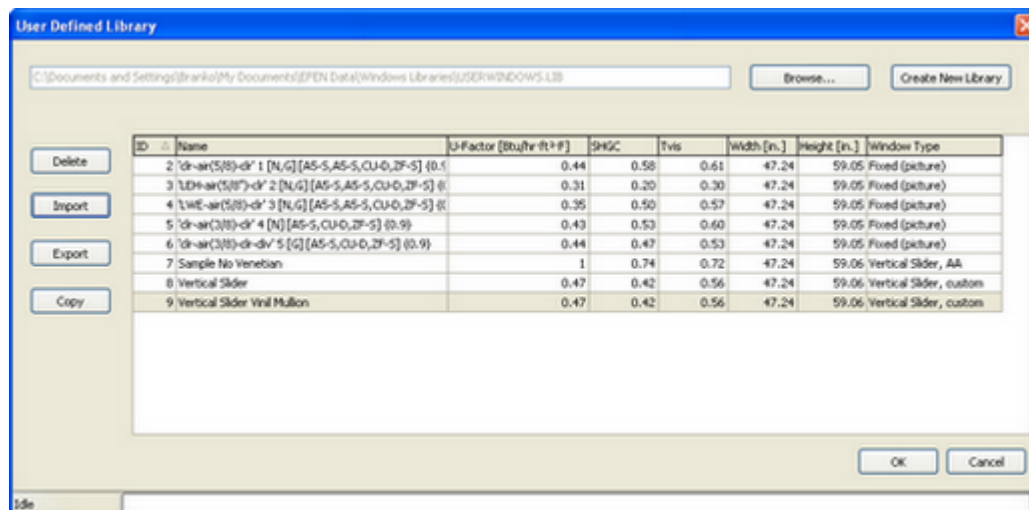 User Defined Library
C:\Documents and Settings\Branko\My Documents\EFEN Data\Windows Libraries\USERWINDOWS.LIB
Browse...
Create New Library
Delete
Import
Export
Copy
ID Name U-Factor [Btu/hr-ft²-F] SHGC Tvis Width [in.] Height [in.] Window Type
2 'clr-air(5/8)-clr' 1 [N,G] [AS-S,AS-S,CU-D,ZF-S] {0.9 0.44 0.58 0.61 47.24 59.05 Fixed (picture)
3 'LEH-air(5/8")-clr' 2 [N,G] [AS-S,AS-S,CU-D,ZF-S] {0 0.31 0.20 0.30 47.24 59.05 Fixed (picture)
4 'LWE-air(5/8)-clr' 3 [N,G] [AS-S,AS-S,CU-D,ZF-S] {0 0.35 0.50 0.57 47.24 59.05 Fixed (picture)
5 'clr-air(3/8)-clr' 4 [N] [AS-S,CU-D,ZF-S] {0.9} 0.43 0.53 0.60 47.24 59.05 Fixed (picture)
6 'clr-air(3/8)-clr-div' 5 [G] [AS-S,CU-D,ZF-S] {0.9} 0.44 0.47 0.53 47.24 59.05 Fixed (picture)
7 Sample No Venetian 1 0.74 0.72 47.24 59.06 Vertical Slider, AA
8 Vertical Slider 0.47 0.42 0.56 47.24 59.06 Vertical Slider, custom
9 Vertical Slider Vinil Mullion 0.47 0.42 0.56 47.24 59.06 Vertical Slider, custom
OK
Cancel
Idle